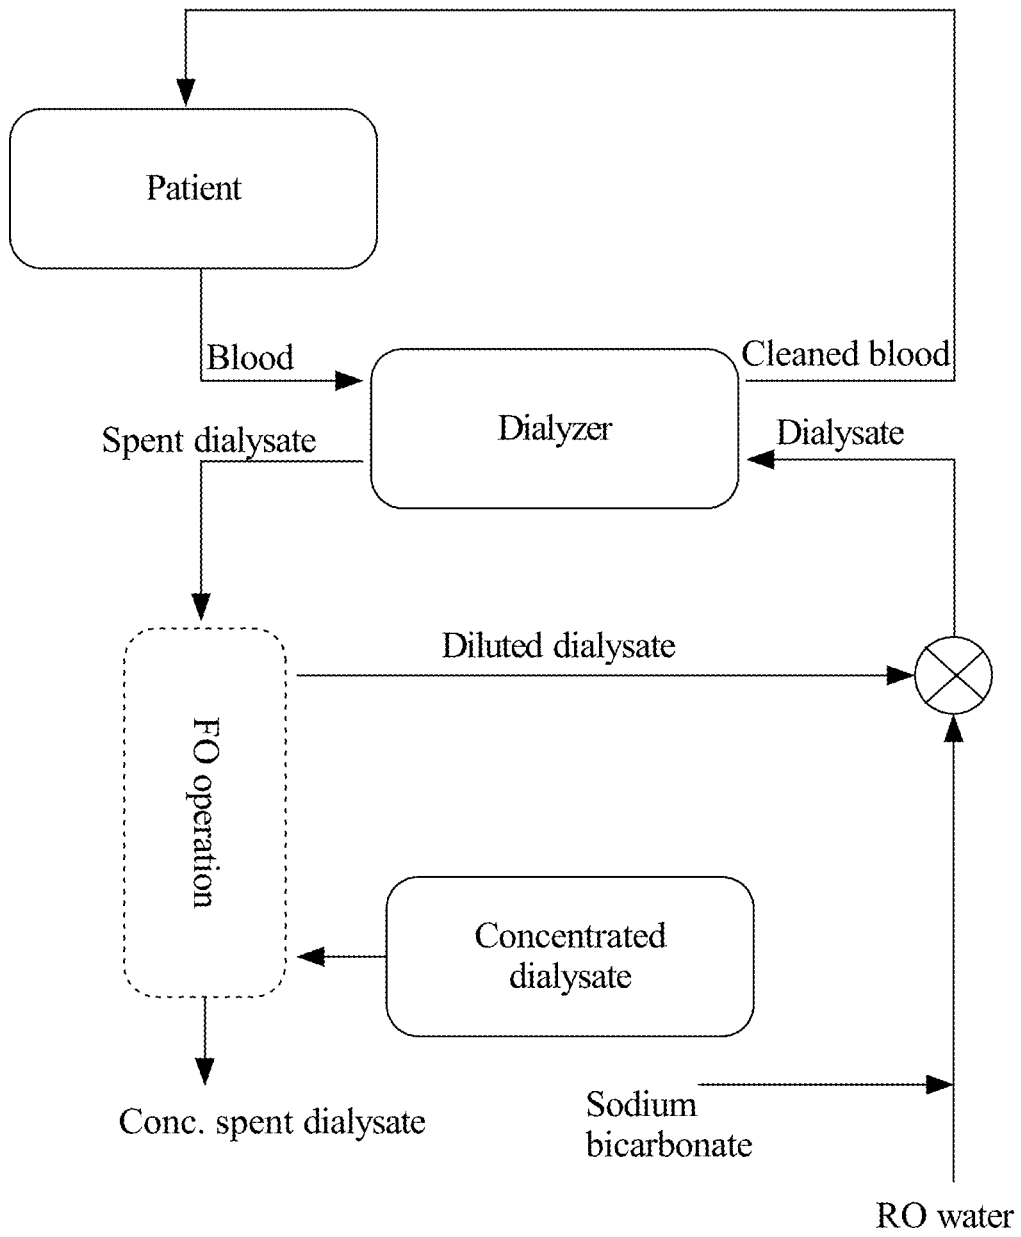 Patient
Blood
Cleaned blood
Dialyzer
Spent dialysate
Dialysate
Diluted dialysate
FO operation
Concentrated
dialysate
Conc. spent dialysate
Sodium
bicarbonate
RO water